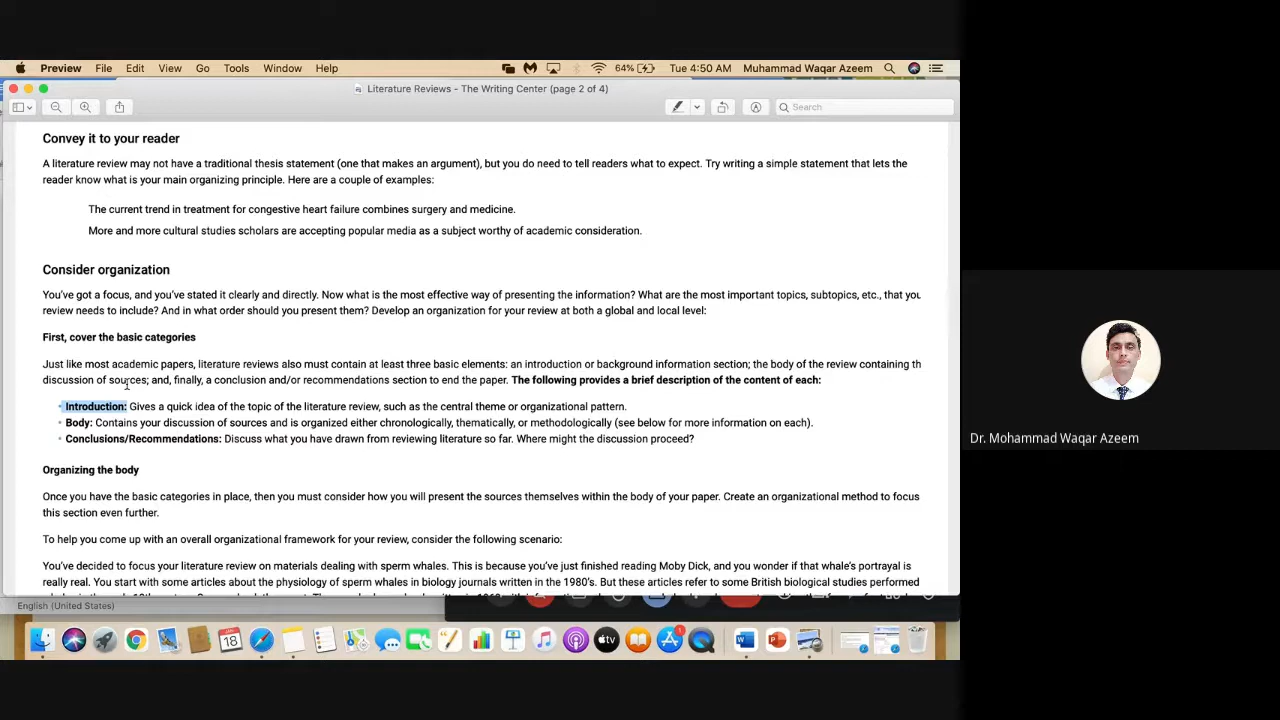 Preview File Edit View Go Tools Window Help 64% Tue 4:50 AM Muhammad Waqar Azeem
Literature Reviews - The Writing Center (page 2 of 4)
Search
Convey it to your reader
A literature review may not have a traditional thesis statement (one that makes an argument), but you do need to tell readers what to expect. Try writing a simple statement that lets the
reader know what is your main organizing principle. Here are a couple of examples:
The current trend in treatment for congestive heart failure combines surgery and medicine.
More and more cultural studies scholars are accepting popular media as a subject worthy of academic consideration.
Consider organization
You've got a focus, and you've stated it clearly and directly. Now what is the most effective way of presenting the information? What are the most important topics, subtopics, etc., that you
review needs to include? And in what order should you present them? Develop an organization for your review at both a global and local level:
First, cover the basic categories
Just like most academic papers, literature reviews also must contain at least three basic elements: an introduction or background information section; the body of the review containing th
discussion of sources; and, finally, a conclusion and/or recommendations section to end the paper. The following provides a brief description of the content of each:
Introduction: Gives a quick idea of the topic of the literature review, such as the central theme or organizational pattern.
Body: Contains your discussion of sources and is organized either chronologically, thematically, or methodologically (see below for more information on each).
Conclusions/Recommendations: Discuss what you have drawn from reviewing literature so far. Where might the discussion proceed?
Organizing the body
Once you have the basic categories in place, then you must consider how you will present the sources themselves within the body of your paper. Create an organizational method to focus
this section even further.
To help you come up with an overall organizational framework for your review, consider the following scenario:
You've decided to focus your literature review on materials dealing with sperm whales. This is because you've just finished reading Moby Dick, and you wonder if that whale's portrayal is
really real. You start with some articles about the physiology of sperm whales in biology journals written in the 1980's. But these articles refer to some British biological studies performed
English (United States)
18
tv
1
Dr. Mohammad Waqar Azeem